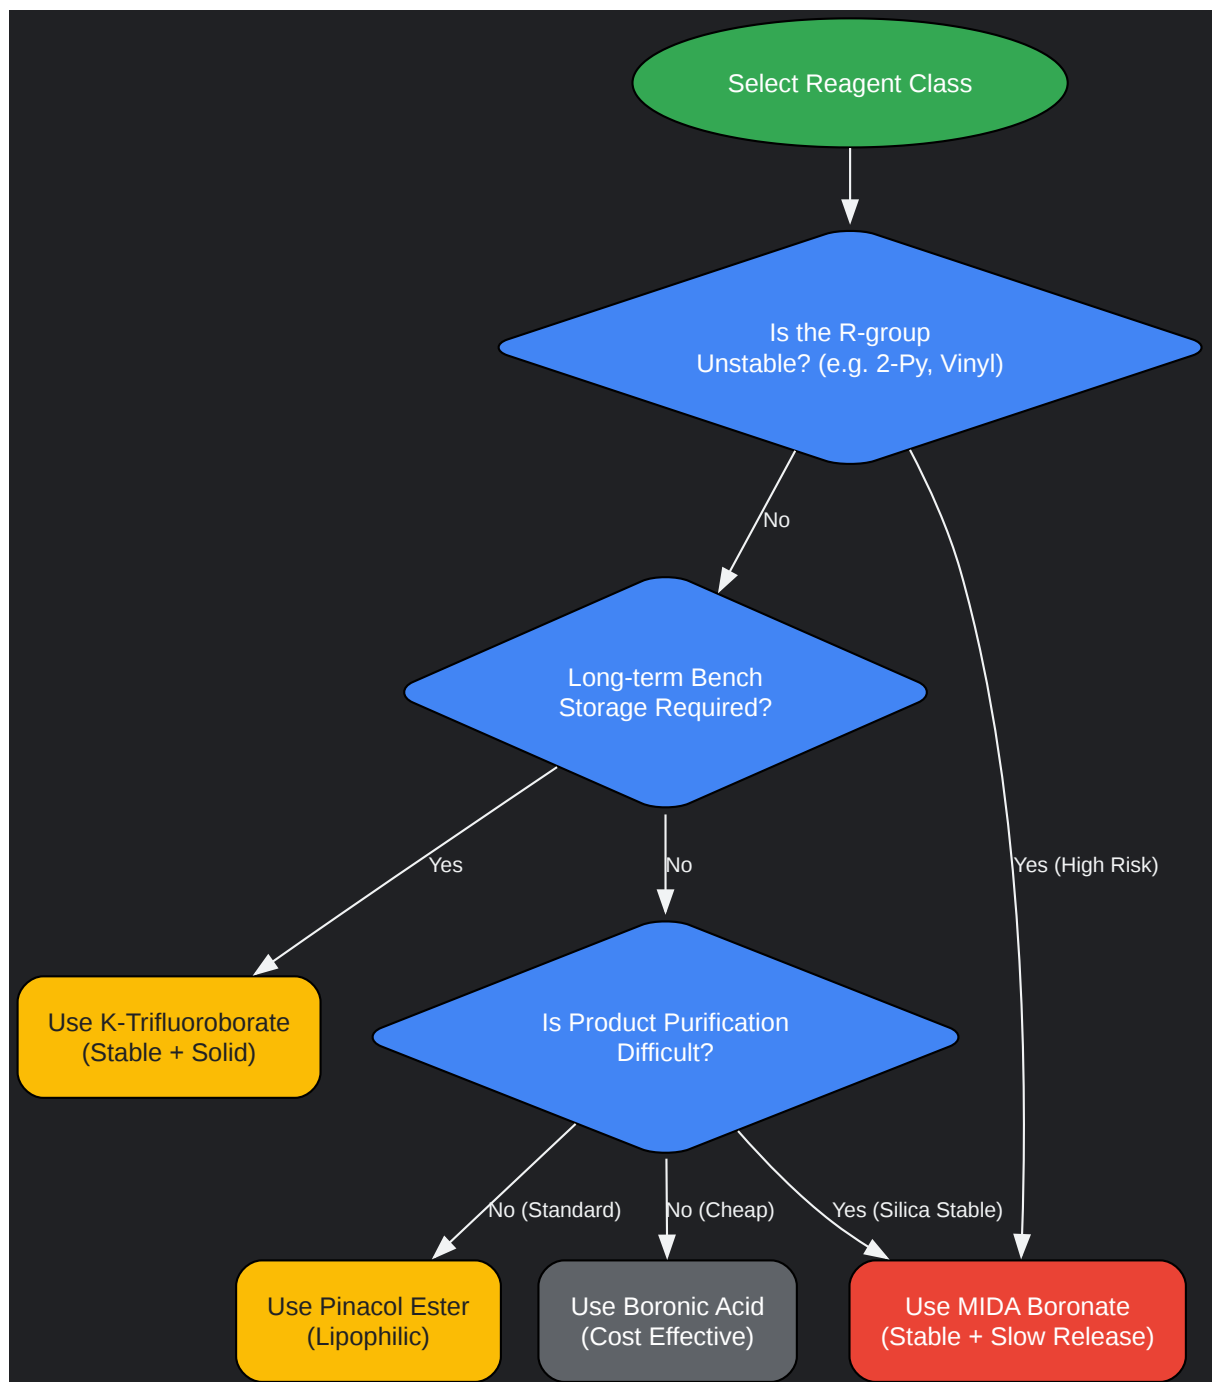 Select Reagent Class
Is the R-group
Unstable? (e.g. 2-Py, Vinyl)
No
Long-term Bench
Storage Required?
Yes
No
Yes (High Risk)
Use K-Trifluoroborate
(Stable + Solid)
Is Product Purification
Difficult?
No (Standard)
No (Cheap)
Yes (Silica Stable)
Use Pinacol Ester
(Lipophilic)
Use Boronic Acid
(Cost Effective)
Use MIDA Boronate
(Stable + Slow Release)